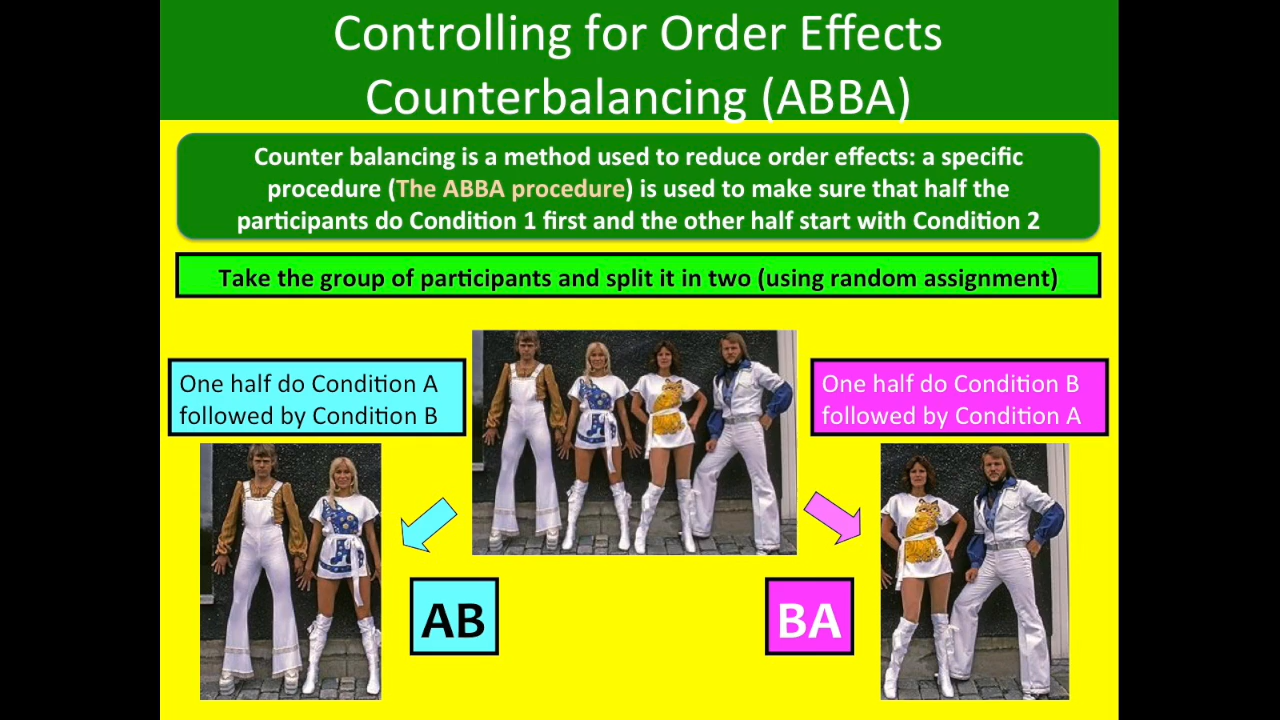 Controlling for Order Effects
Counterbalancing (ABBA)
Counter balancing is a method used to reduce order effects: a specific
procedure (The ABBA procedure) is used to make sure that half the
participants do Condition 1 first and the other half start with Condition 2
Take the group of participants and split it in two (using random assignment)
One half do Condition A
followed by Condition B
One half do Condition B
followed by Condition A
AB
BA